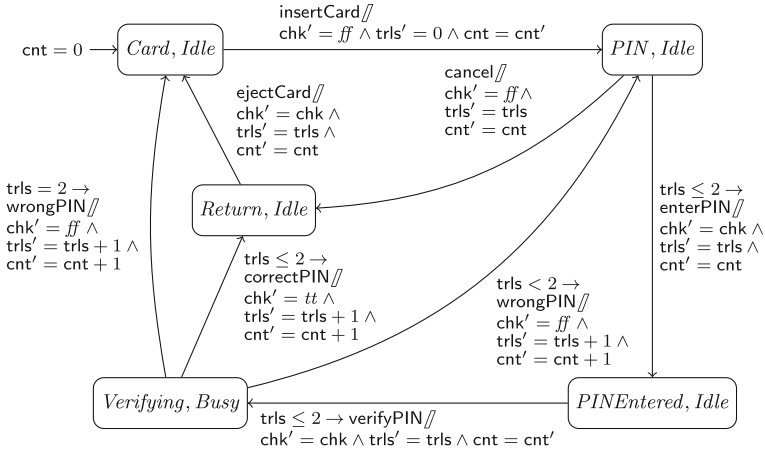 insertCard⫽
chk′ = ff ∧ trls′ = 0 ∧ cnt = cnt′
cnt = 0
Card, Idle
PIN, Idle
cancel⫽
chk′ = ff ∧
trls′ = trls
cnt′ = cnt
ejectCard⫽
chk′ = chk ∧
trls′ = trls ∧
cnt′ = cnt
trls = 2 →
wrongPIN⫽
chk′ = ff ∧
trls′ = trls + 1 ∧
cnt′ = cnt + 1
Return, Idle
trls ≤ 2 →
enterPIN⫽
chk′ = chk ∧
trls′ = trls ∧
cnt′ = cnt
trls ≤ 2 →
correctPIN⫽
chk′ = tt ∧
trls′ = trls + 1 ∧
cnt′ = cnt + 1
trls < 2 →
wrongPIN⫽
chk′ = ff ∧
trls′ = trls + 1 ∧
cnt′ = cnt + 1
Verifying, Busy
PINEntered, Idle
trls ≤ 2 → verifyPIN⫽
chk′ = chk ∧ trls′ = trls ∧ cnt = cnt′